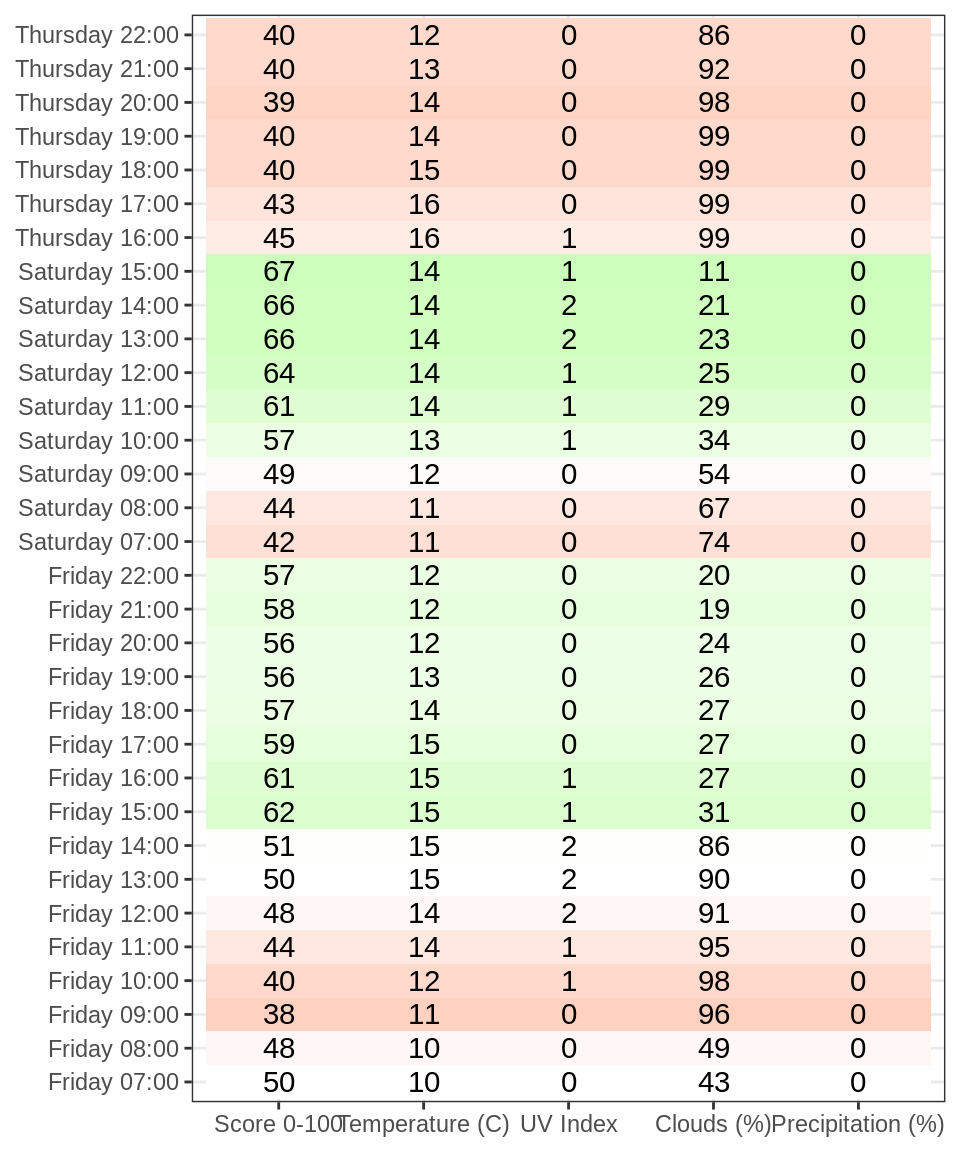 Thursday 22:00 40 12 0 86 0
Thursday 21:00 40 13 0 92 0
Thursday 20:00 39 14 0 98 0
Thursday 19:00 40 14 0 99 0
Thursday 18:00 40 15 0 99 0
Thursday 17:00 43 16 0 99 0
Thursday 16:00 45 16 1 99 0
Saturday 15:00 67 14 1 11 0
Saturday 14:00 66 14 2 21 0
Saturday 13:00 66 14 2 23 0
Saturday 12:00 64 14 1 25 0
Saturday 11:00 61 14 1 29 0
Saturday 10:00 57 13 1 34 0
Saturday 09:00 49 12 0 54 0
Saturday 08:00 44 11 0 67 0
Saturday 07:00 42 11 0 74 0
Friday 22:00 57 12 0 20 0
Friday 21:00 58 12 0 19 0
Friday 20:00 56 12 0 24 0
Friday 19:00 56 13 0 26 0
Friday 18:00 57 14 0 27 0
Friday 17:00 59 15 0 27 0
Friday 16:00 61 15 1 27 0
Friday 15:00 62 15 1 31 0
Friday 14:00 51 15 2 86 0
Friday 13:00 50 15 2 90 0
Friday 12:00 48 14 2 91 0
Friday 11:00 44 14 1 95 0
Friday 10:00 40 12 1 98 0
Friday 09:00 38 11 0 96 0
Friday 08:00 48 10 0 49 0
Friday 07:00 50 10 0 43 0
Score 0-100 Temperature (C) UV Index Clouds (%) Precipitation (%)